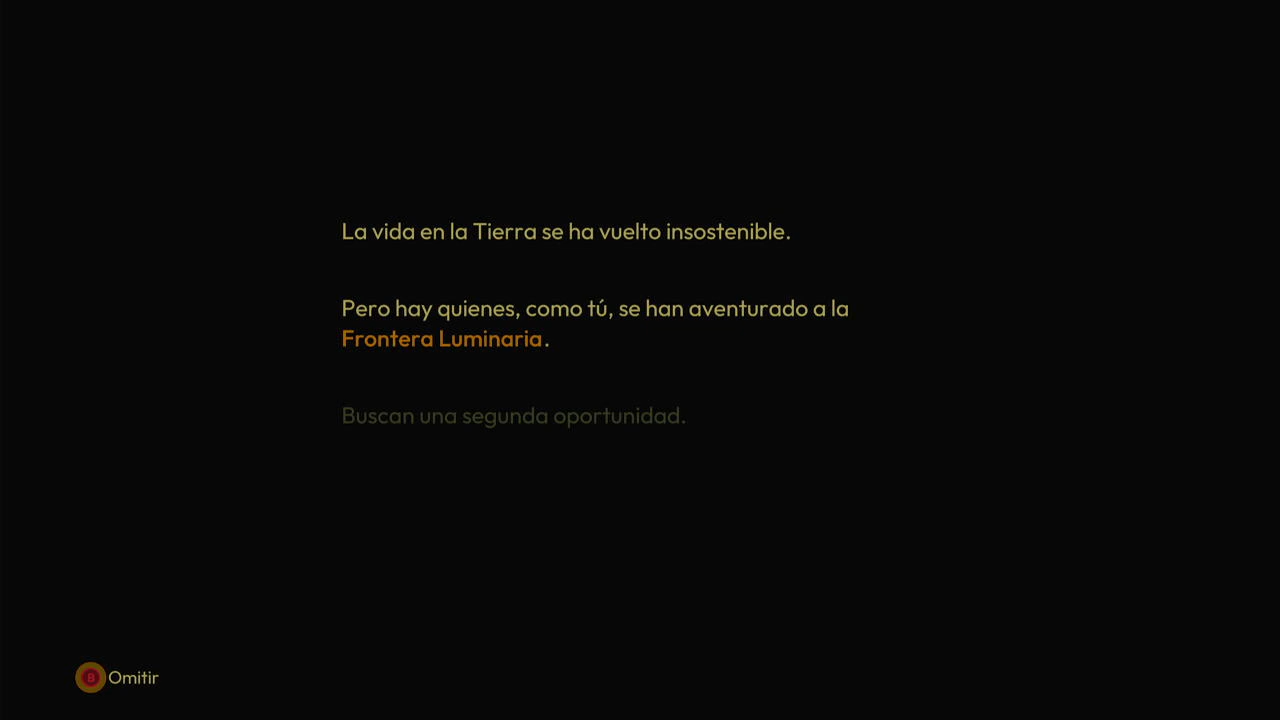 La vida en la Tierra se ha vuelto insostenible.
Pero hay quienes, como tú, se han aventurado a la
Frontera Luminaria.
Buscan una segunda oportunidad.
B Omitir